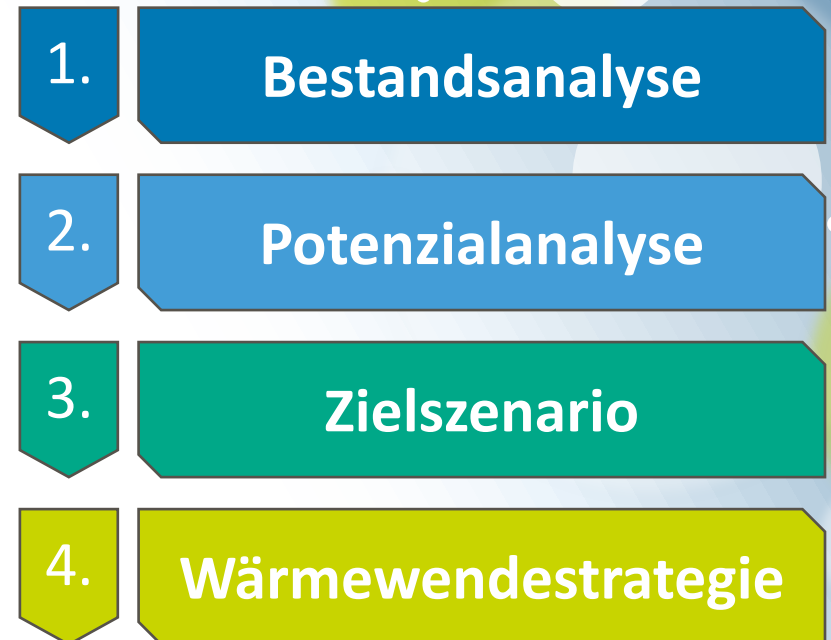 1. Bestandsanalyse
2. Potenzialanalyse
3. Zielszenario
4. Wärmewendestrategie